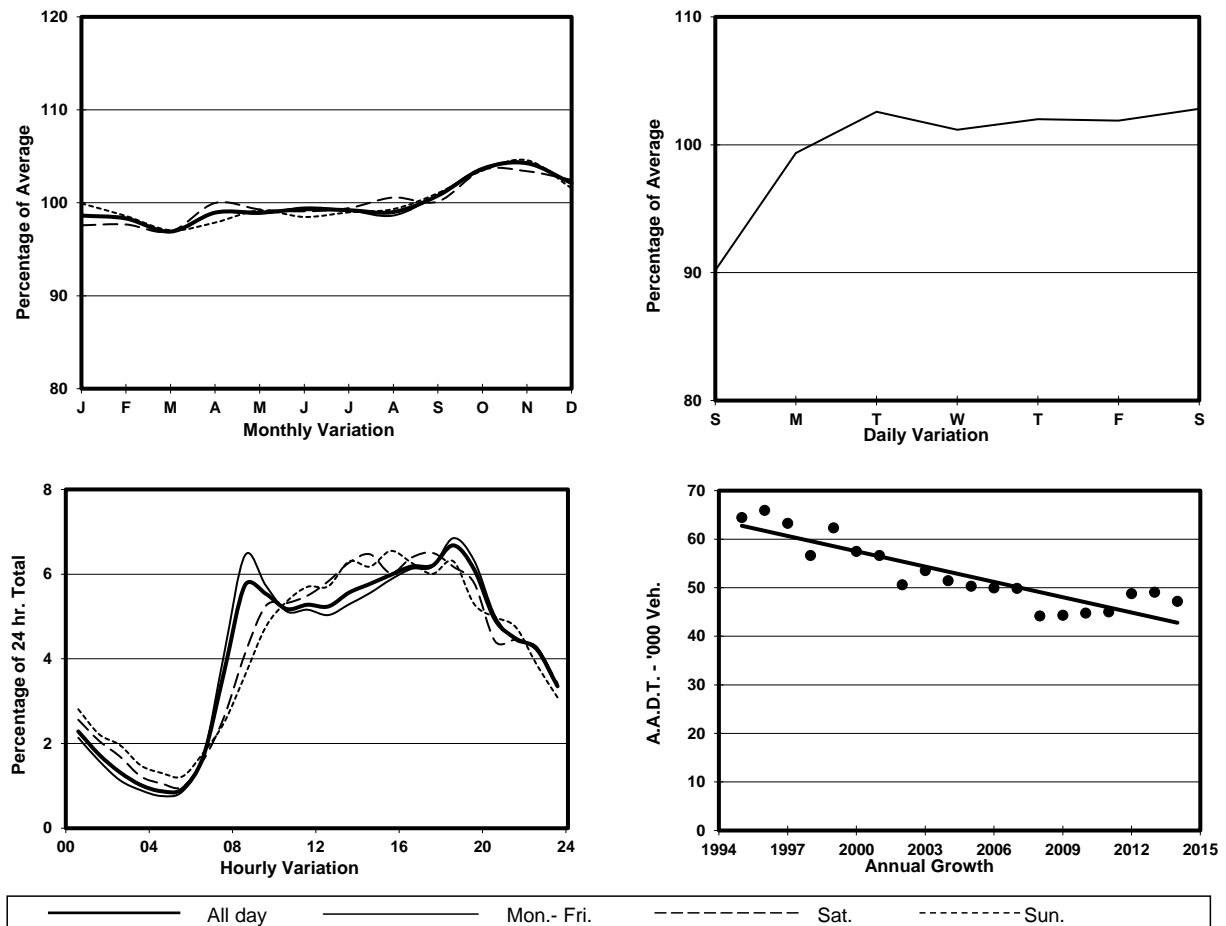 120
110
100
90
80
Percentage of Average
J F M A M J J A S O N D
Monthly Variation
110
100
90
80
Percentage of Average
S M T W T F S
Daily Variation
8
6
4
2
0
Percentage of 24 hr. Total
00 04 08 12 16 20 24
Hourly Variation
70
60
50
40
30
20
10
0
A.A.D.T. - '000 Veh.
1994 1997 2000 2003 2006 2009 2012 2015
Annual Growth
All day Mon.- Fri. Sat. Sun.